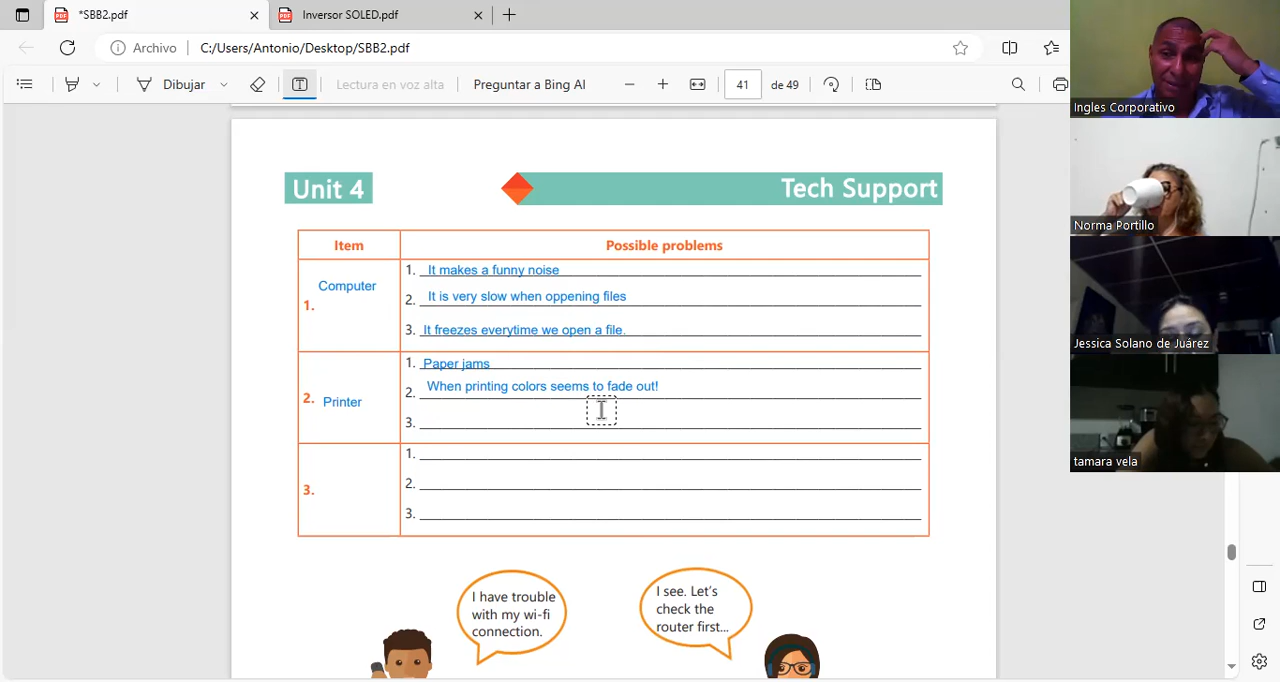 *SBB2.pdf
Inversor SOLED.pdf
Archivo
C:/Users/Antonio/Desktop/SBB2.pdf
Dibujar
Lectura en voz alta
Preguntar a Bing AI
41
de 49
Unit 4
Tech Support
Item
Possible problems
Computer
1.
1. It makes a funny noise
2. It is very slow when oppening files
3. It freezes everytime we open a file.
2. Printer
1. Paper jams
2. When printing colors seems to fade out!
3.
3.
1.
2.
3.
I have trouble
with my wi-fi
connection.
I see. Let's
check the
router first...
Ingles Corporativo
Norma Portillo
Jessica Solano de Juárez
tamara vela